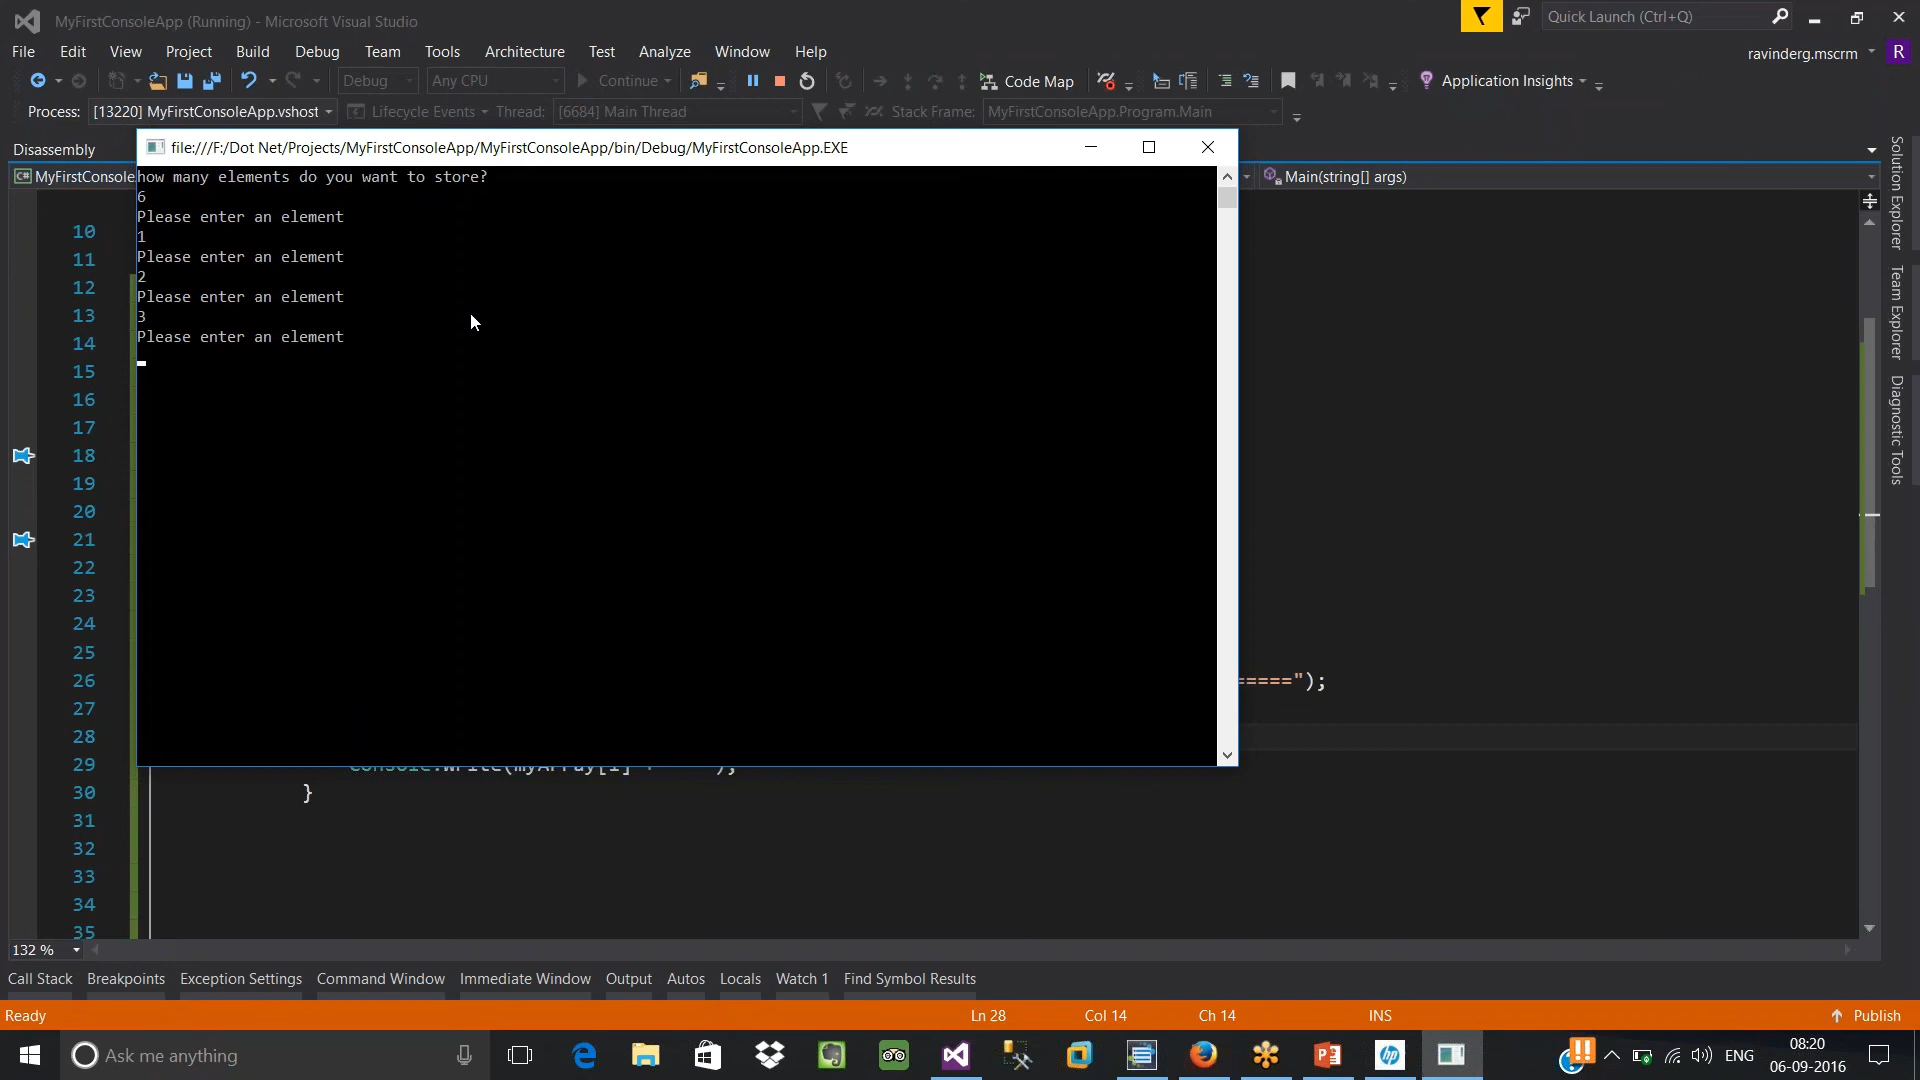 MyFirstConsoleApp (Running) - Microsoft Visual Studio
Quick Launch (Ctrl+Q)
File Edit View Project Build Debug Team Tools Architecture Test Analyze Window Help
ravinderg.mscrm R
Debug Any CPU Continue Code Map Application Insights
Process: [13220] MyFirstConsoleApp.vshost Lifecycle Events Thread: [6684] Main Thread Stack Frame: MyFirstConsoleApp.Program.Main
Disassembly
file:///F:/Dot Net/Projects/MyFirstConsoleApp/MyFirstConsoleApp/bin/Debug/MyFirstConsoleApp.EXE
C# MyFirstConsole
Main(string[] args)
how many elements do you want to store?
6
Please enter an element
1
Please enter an element
2
Please enter an element
3
Please enter an element
10
11
12
13
14
15
16
17
18
19
20
21
22
23
24
25
26 =====");
27
28
29 Console.Write(myArray[i] + " ");
30 }
31
32
33
34
35
Solution Explorer
Team Explorer
Diagnostic Tools
132 %
Call Stack Breakpoints Exception Settings Command Window Immediate Window Output Autos Locals Watch 1 Find Symbol Results
Ready Ln 28 Col 14 Ch 14 INS Publish
Ask me anything
hp
ENG
08:20
06-09-2016